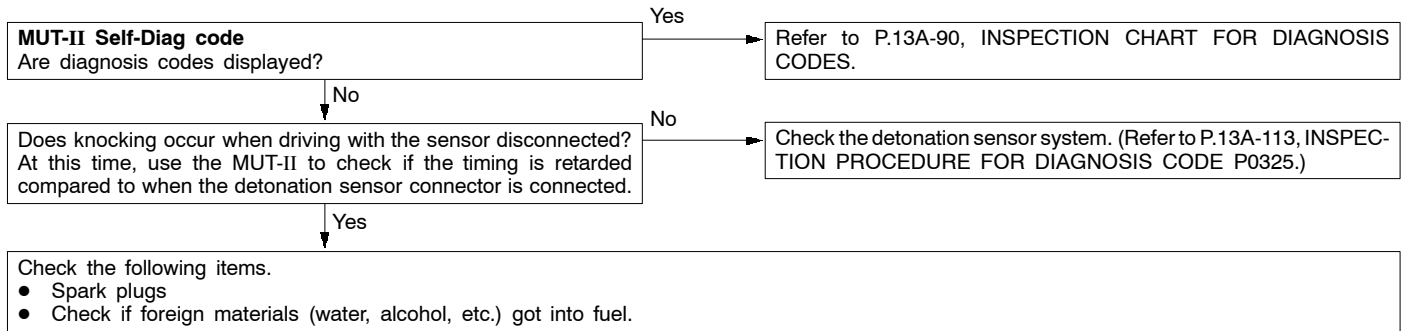 Yes
MUT-II Self-Diag code
Are diagnosis codes displayed?
Refer to P.13A-90, INSPECTION CHART FOR DIAGNOSIS
CODES.
No
No
Does knocking occur when driving with the sensor disconnected?
At this time, use the MUT-II to check if the timing is retarded
compared to when the detonation sensor connector is connected.
Check the detonation sensor system. (Refer to P.13A-113, INSPEC-
TION PROCEDURE FOR DIAGNOSIS CODE P0325.)
Yes
Check the following items.
● Spark plugs
● Check if foreign materials (water, alcohol, etc.) got into fuel.